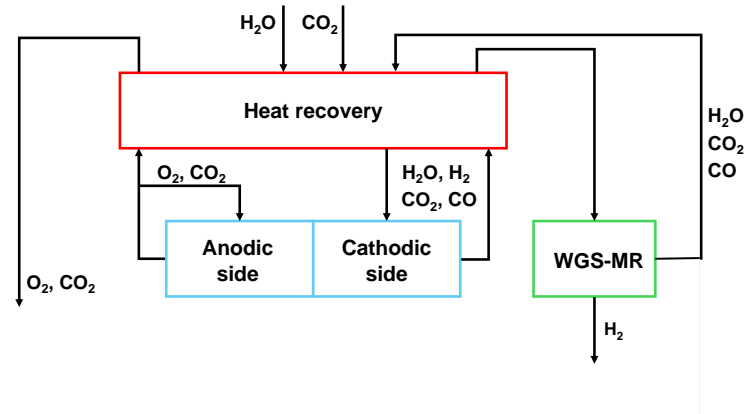 H₂O
CO₂
Heat recovery
H₂O
CO₂
CO
O₂, CO₂
H₂O, H₂
CO₂, CO
Anodic
side
Cathodic
side
WGS-MR
O₂, CO₂
H₂